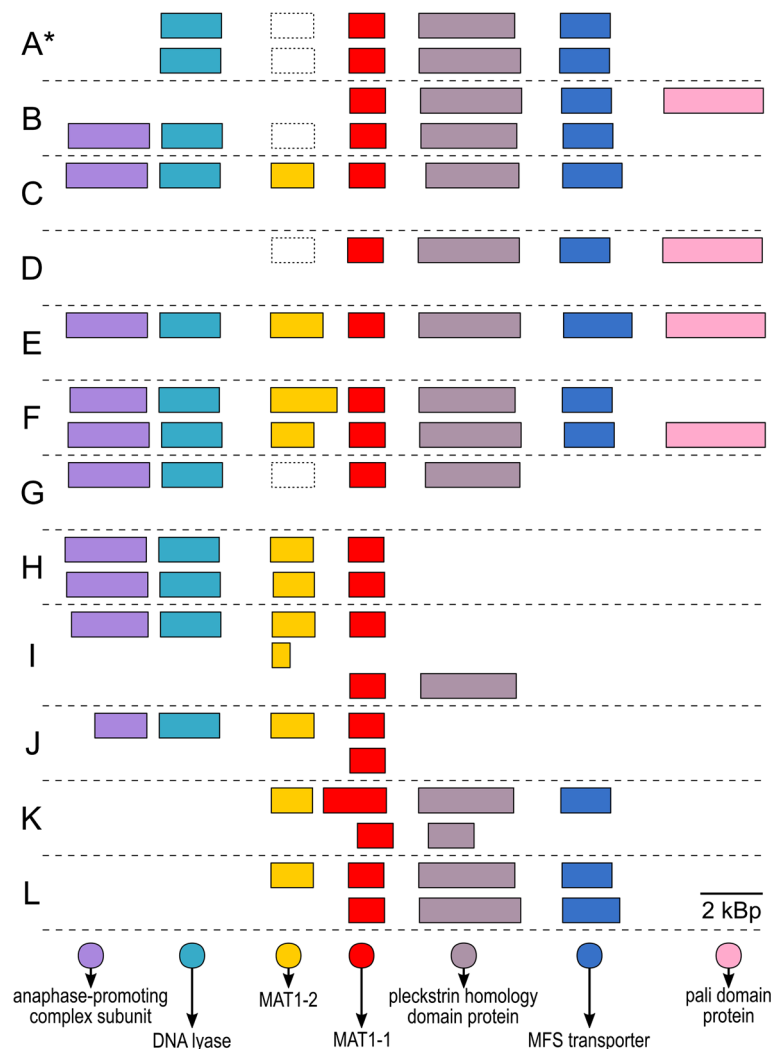 A*
B
C
D
E
F
G
H
I
J
K
L
2 kBp
anaphase-promoting
complex subunit
DNA lyase
MAT1-2
MAT1-1
pleckstrin homology
domain protein
MFS transporter
pali domain
protein